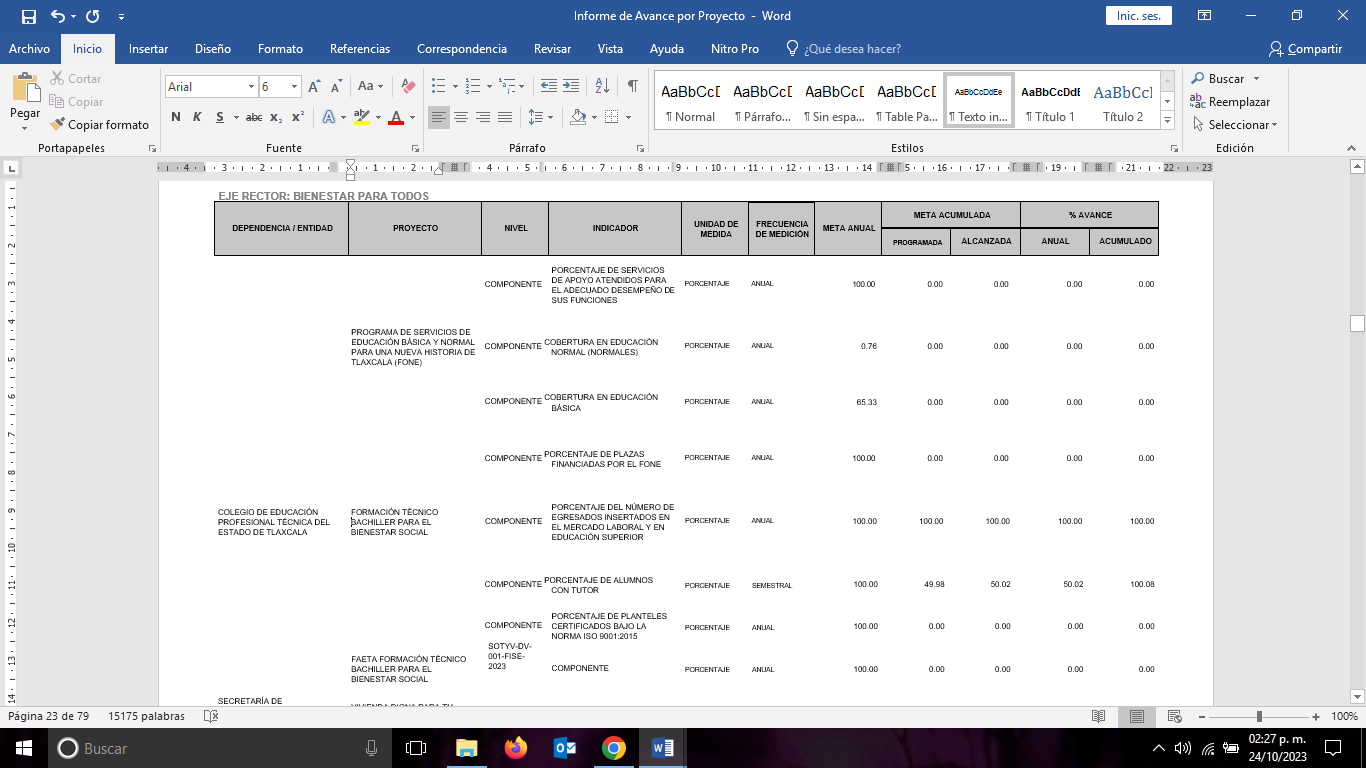 Informe de Avance por Proyecto - Word
Inic. ses.
Archivo Inicio Insertar Diseño Formato Referencias Correspondencia Revisar Vista Ayuda Nitro Pro ¿Qué desea hacer? Compartir
Pegar
Cortar
Copiar
Copiar formato
Portapapeles
Arial 6
N K S abc x₂ x²
Fuente
Párrafo
AaBbCcD AaBbCcD AaBbCcD AaBbCcD AaBbCcDdEe AaBbCcDdE AaBbCcI
¶ Normal ¶ Párrafo... ¶ Sin espa... ¶ Table Pa... ¶ Texto in... ¶ Título 1 Título 2
Estilos
Buscar
Reemplazar
Seleccionar
Edición
EJE RECTOR: BIENESTAR PARA TODOS
DEPENDENCIA / ENTIDAD PROYECTO NIVEL INDICADOR UNIDAD DE MEDIDA FRECUENCIA DE MEDICIÓN META ANUAL META ACUMULADA % AVANCE
PROGRAMADA ALCANZADA ANUAL ACUMULADO
PORCENTAJE DE SERVICIOS
DE APOYO ATENDIDOS PARA
EL ADECUADO DESEMPEÑO DE
SUS FUNCIONES
COMPONENTE PORCENTAJE ANUAL 100.00 0.00 0.00 0.00 0.00
PROGRAMA DE SERVICIOS DE
EDUCACIÓN BÁSICA Y NORMAL
PARA UNA NUEVA HISTORIA DE
TLAXCALA (FONE)
COMPONENTE COBERTURA EN EDUCACIÓN
NORMAL (NORMALES)
PORCENTAJE ANUAL 0.76 0.00 0.00 0.00 0.00
COMPONENTE COBERTURA EN EDUCACIÓN
BÁSICA
PORCENTAJE ANUAL 65.33 0.00 0.00 0.00 0.00
COMPONENTE PORCENTAJE DE PLAZAS
FINANCIADAS POR EL FONE
PORCENTAJE ANUAL 100.00 0.00 0.00 0.00 0.00
COLEGIO DE EDUCACIÓN
PROFESIONAL TÉCNICA DEL
ESTADO DE TLAXCALA
FORMACIÓN TÉCNICO
BACHILLER PARA EL
BIENESTAR SOCIAL
COMPONENTE
PORCENTAJE DEL NÚMERO DE
EGRESADOS INSERTADOS EN
EL MERCADO LABORAL Y EN
EDUCACIÓN SUPERIOR
PORCENTAJE ANUAL 100.00 100.00 100.00 100.00 100.00
COMPONENTE PORCENTAJE DE ALUMNOS
CON TUTOR
PORCENTAJE SEMESTRAL 100.00 49.98 50.02 50.02 100.08
COMPONENTE
PORCENTAJE DE PLANTELES
CERTIFICADOS BAJO LA
NORMA ISO 9001:2015
PORCENTAJE ANUAL 100.00 0.00 0.00 0.00 0.00
FAETA FORMACIÓN TÉCNICO
BACHILLER PARA EL
BIENESTAR SOCIAL
SOTYV-DV-
001-FISE-
2023
COMPONENTE PORCENTAJE ANUAL 100.00 0.00 0.00 0.00 0.00
SECRETARÍA DE
Página 23 de 79 15175 palabras 100%
Buscar
02:27 p. m.
24/10/2023